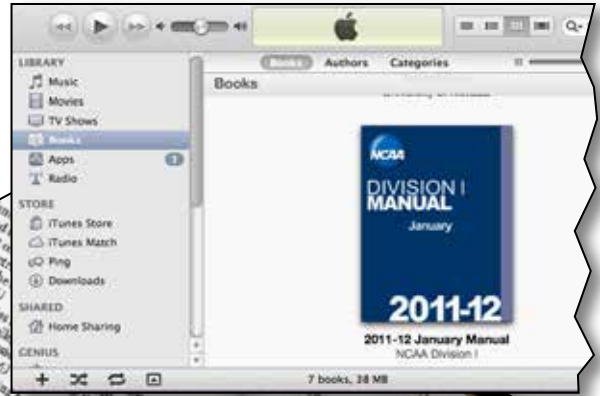 LIBRARY
Music
Movies
TV Shows
Books
Apps
1
Radio
STORE
iTunes Store
iTunes Match
Ping
Downloads
SHARED
Home Sharing
GENIUS
Books
Authors
Categories
Books
NCAA
DIVISION I
MANUAL
January
2011-12
2011-12 January Manual
NCAA Division I
7 books, 38 MB